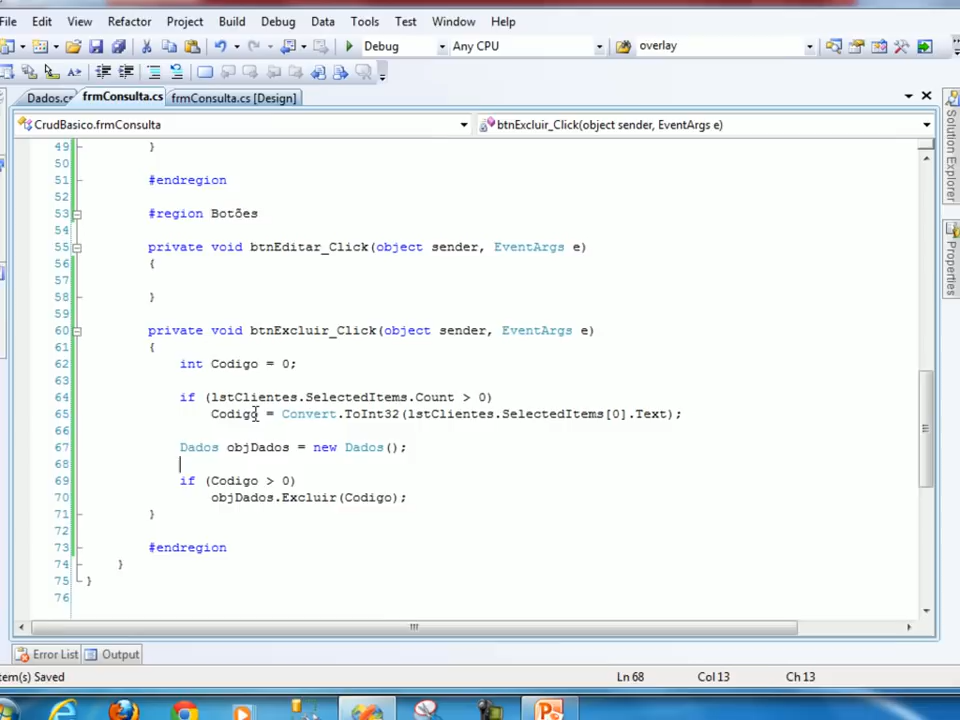 File Edit View Refactor Project Build Debug Data Tools Test Window Help
Debug Any CPU overlay
Dados.cs frmConsulta.cs frmConsulta.cs [Design]
CrudBasico.frmConsulta btnExcluir_Click(object sender, EventArgs e)
49 }
50
51 #endregion
52
53 #region Botões
54
55 private void btnEditar_Click(object sender, EventArgs e)
56 {
57
58 }
59
60 private void btnExcluir_Click(object sender, EventArgs e)
61 {
62 int Codigo = 0;
63
64 if (lstClientes.SelectedItems.Count > 0)
65 Codigo = Convert.ToInt32(lstClientes.SelectedItems[0].Text);
66
67 Dados objDados = new Dados();
68
69 if (Codigo > 0)
70 objDados.Excluir(Codigo);
71 }
72
73 #endregion
74 }
75 }
76
Solution Explorer
Properties
Error List Output
tem(s) Saved Ln 68 Col 13 Ch 13